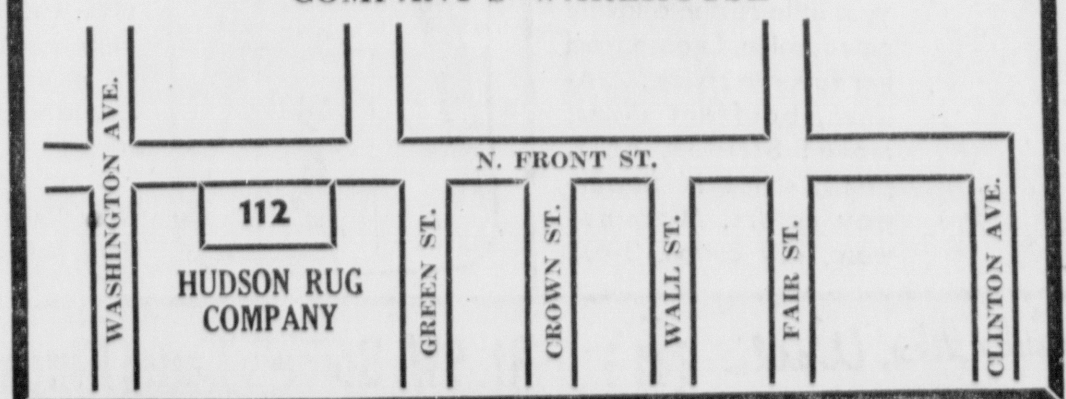 WASHINGTON AVE.
N. FRONT ST.
112
HUDSON RUG
COMPANY
GREEN ST.
CROWN ST.
WALL ST.
FAIR ST.
CLINTON AVE.